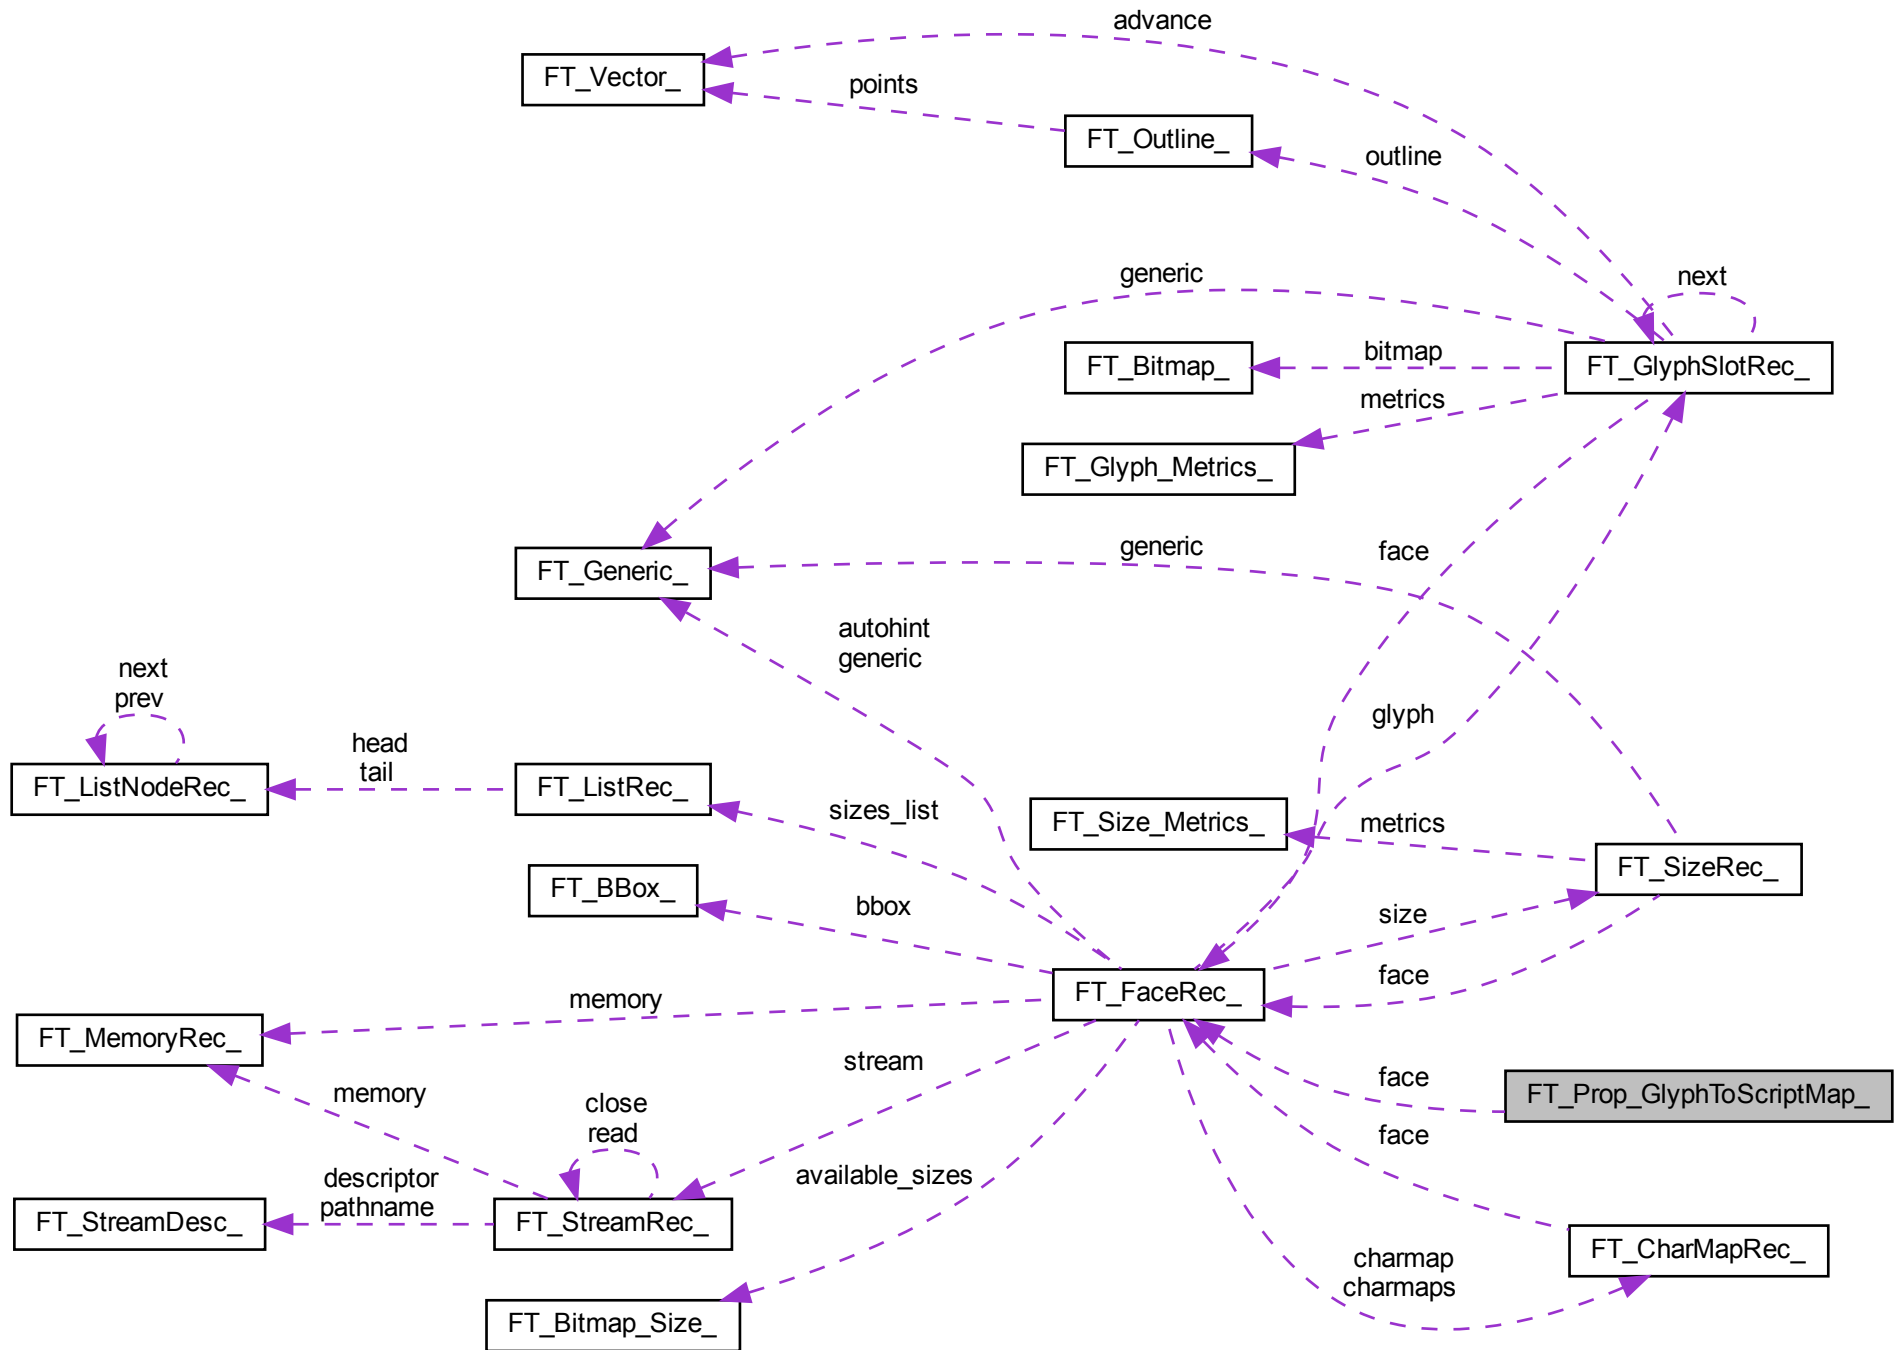 advance
FT_Vector_
points
FT_Outline_
outline
generic
next
FT_Bitmap_
bitmap
FT_GlyphSlotRec_
metrics
FT_Glyph_Metrics_
FT_Generic_
generic
face
autohint
generic
next
prev
head
tail
glyph
FT_ListNodeRec_
FT_ListRec_
sizes_list
FT_Size_Metrics_
metrics
FT_SizeRec_
FT_BBox_
bbox
size
face
FT_FaceRec_
memory
FT_MemoryRec_
stream
face
FT_Prop_GlyphToScriptMap_
memory
close
read
face
descriptor
pathname
available_sizes
FT_StreamDesc_
FT_StreamRec_
FT_CharMapRec_
charmap
charmaps
FT_Bitmap_Size_